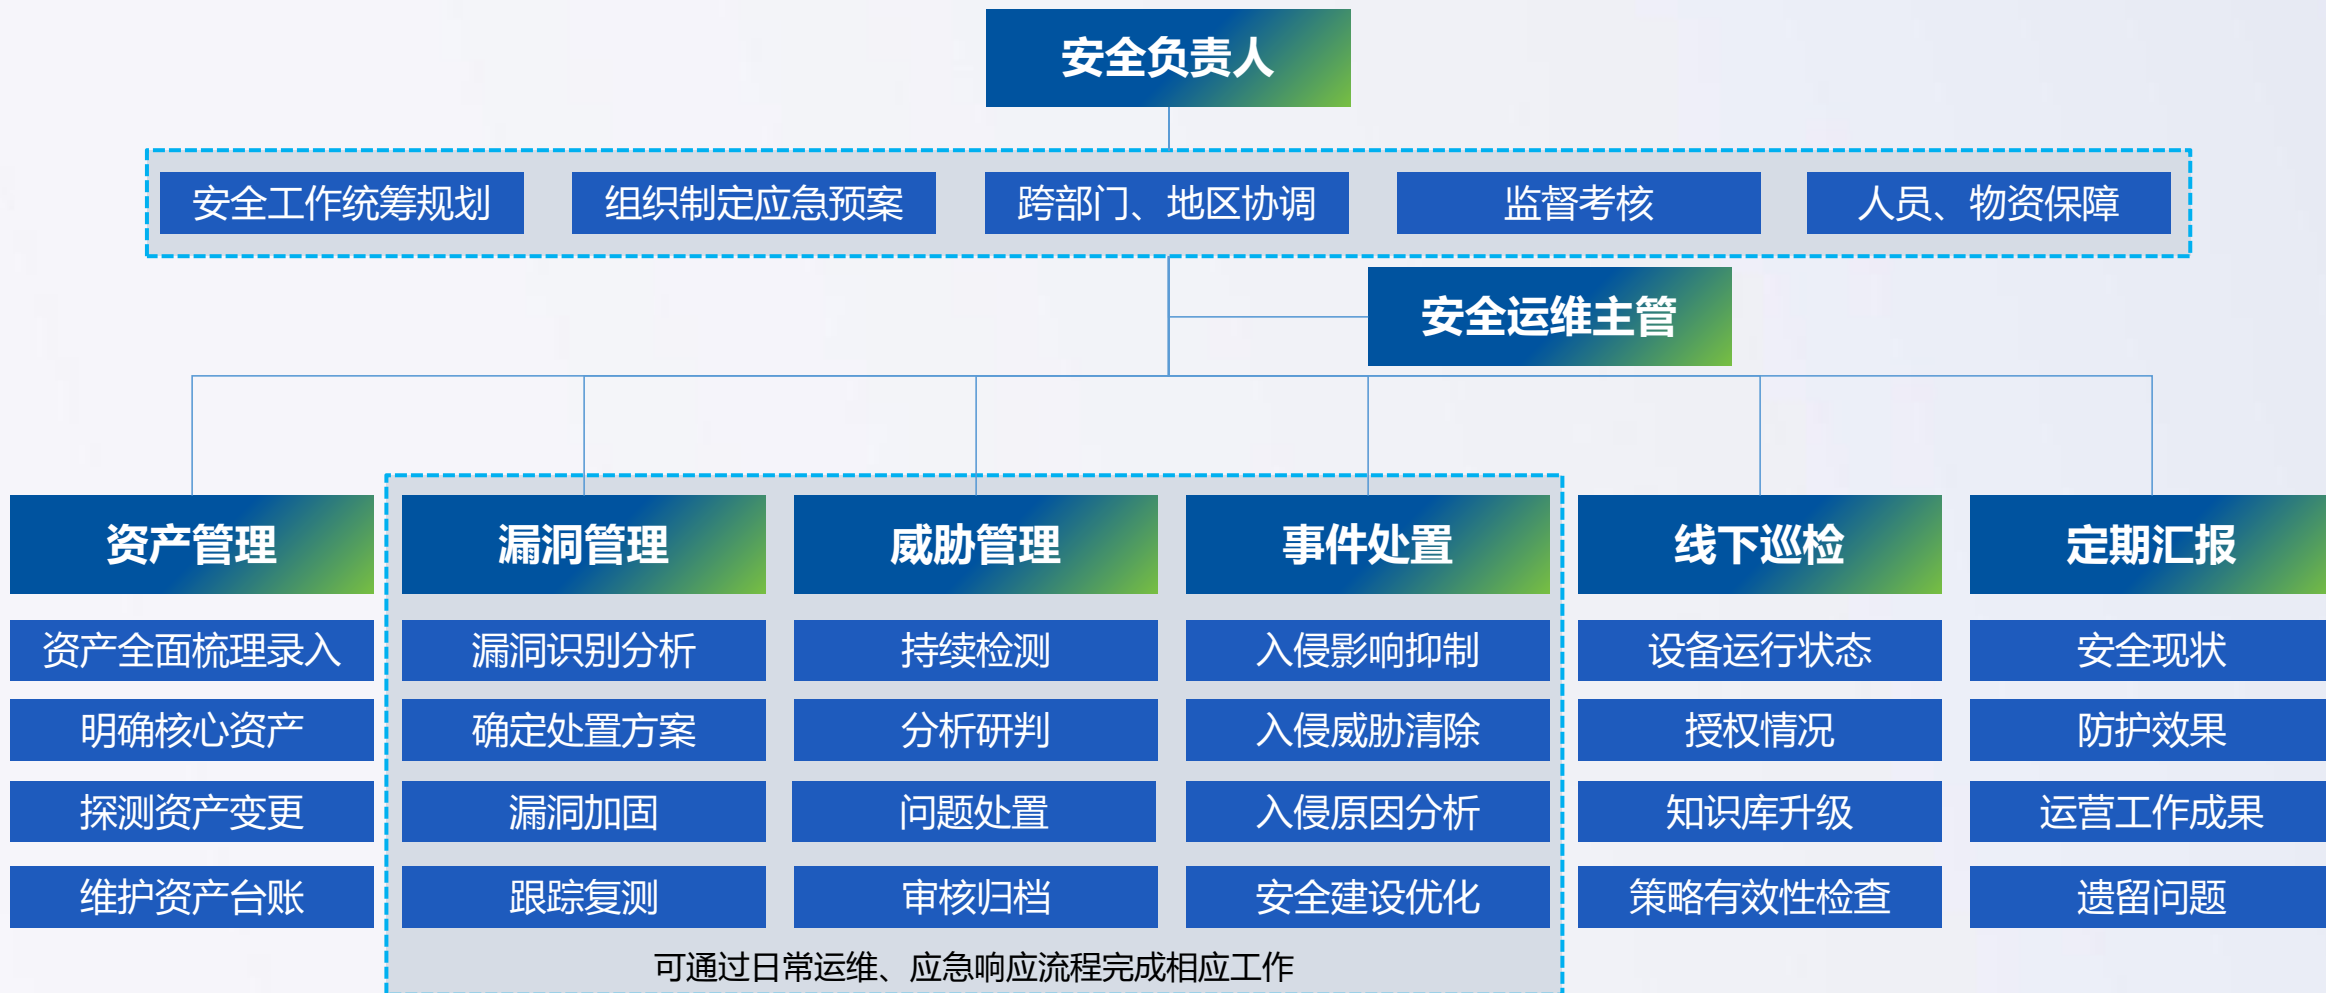 安全负责人
安全工作统筹规划
组织制定应急预案
跨部门、地区协调
监督考核
人员、物资保障
安全运维主管
资产管理
漏洞管理
威胁管理
事件处置
线下巡检
定期汇报
资产全面梳理录入
漏洞识别分析
持续检测
入侵影响抑制
设备运行状态
安全现状
明确核心资产
确定处置方案
分析研判
入侵威胁清除
授权情况
防护效果
探测资产变更
漏洞加固
问题处置
入侵原因分析
知识库升级
运营工作成果
维护资产台账
跟踪复测
审核归档
安全建设优化
策略有效性检查
遗留问题
可通过日常运维、应急响应流程完成相应工作